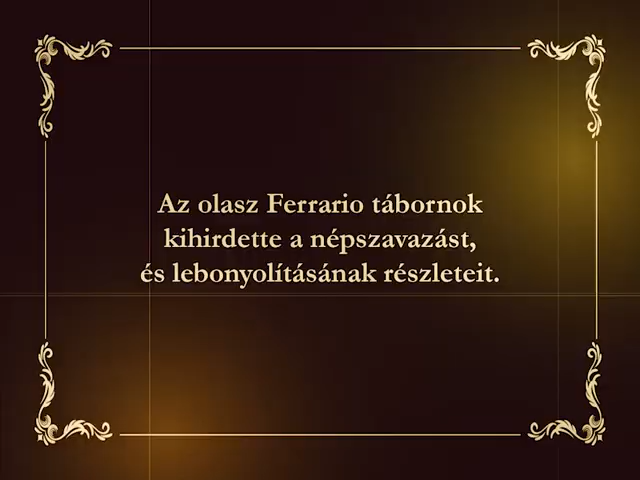 Az olasz Ferrario tábornok
kihirdette a népszavazást,
és lebonyolításának részleteit.